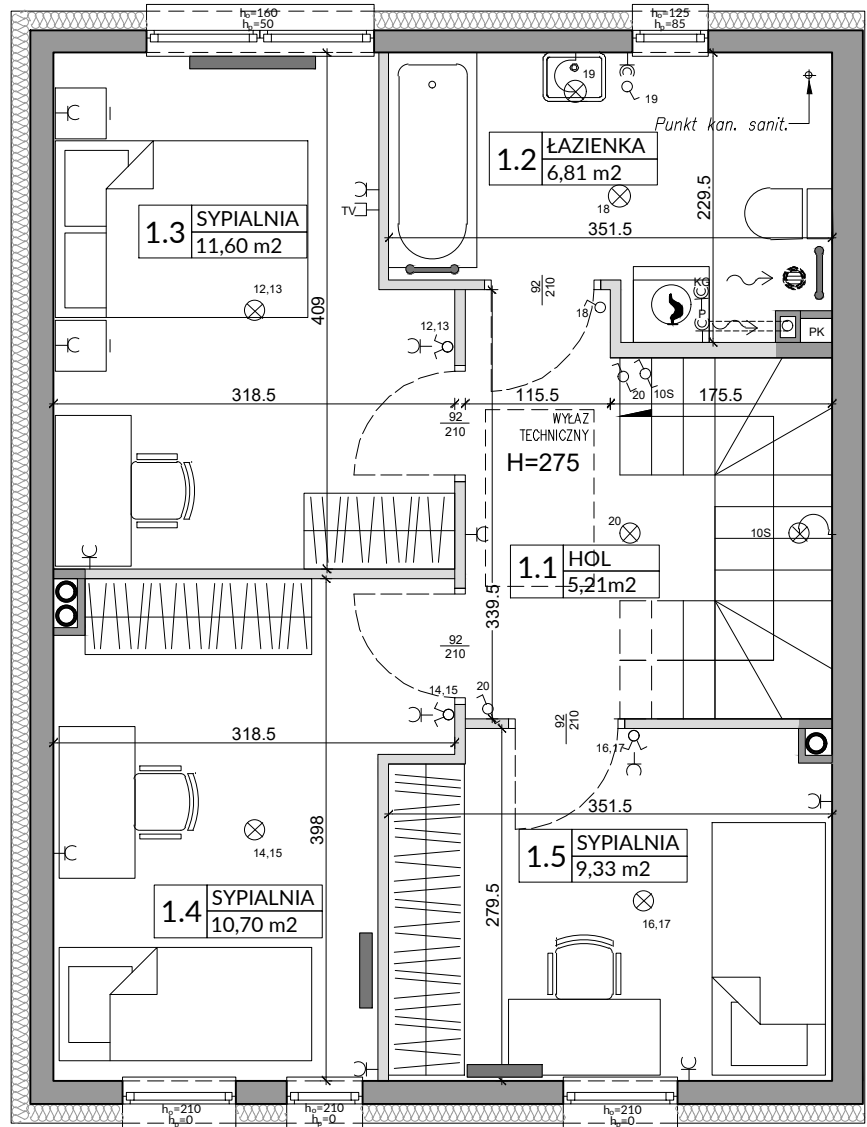 h₀=160
hₚ=50
h₀=125
hₚ=85
19
19
Punkt kan. sanit.
1.2 ŁAZIENKA
6,81 m2
18
351.5
229.5
TV
1.3 SYPIALNIA
11,60 m2
12,13
409
92
210
KG
P
18
PK
12,13
318.5
115.5
20
10S
175.5
92
210
WYŁAZ
TECHNICZNY
H=275
20
10S
1.1 HOL
5,21m2
339.5
92
210
14,15
20
92
210
16,17
318.5
351.5
398
14,15
1.5 SYPIALNIA
9,33 m2
1.4 SYPIALNIA
10,70 m2
279.5
16,17
h₀=210
hₚ=0
h₀=210
hₚ=0
h₀=210
hₚ=0